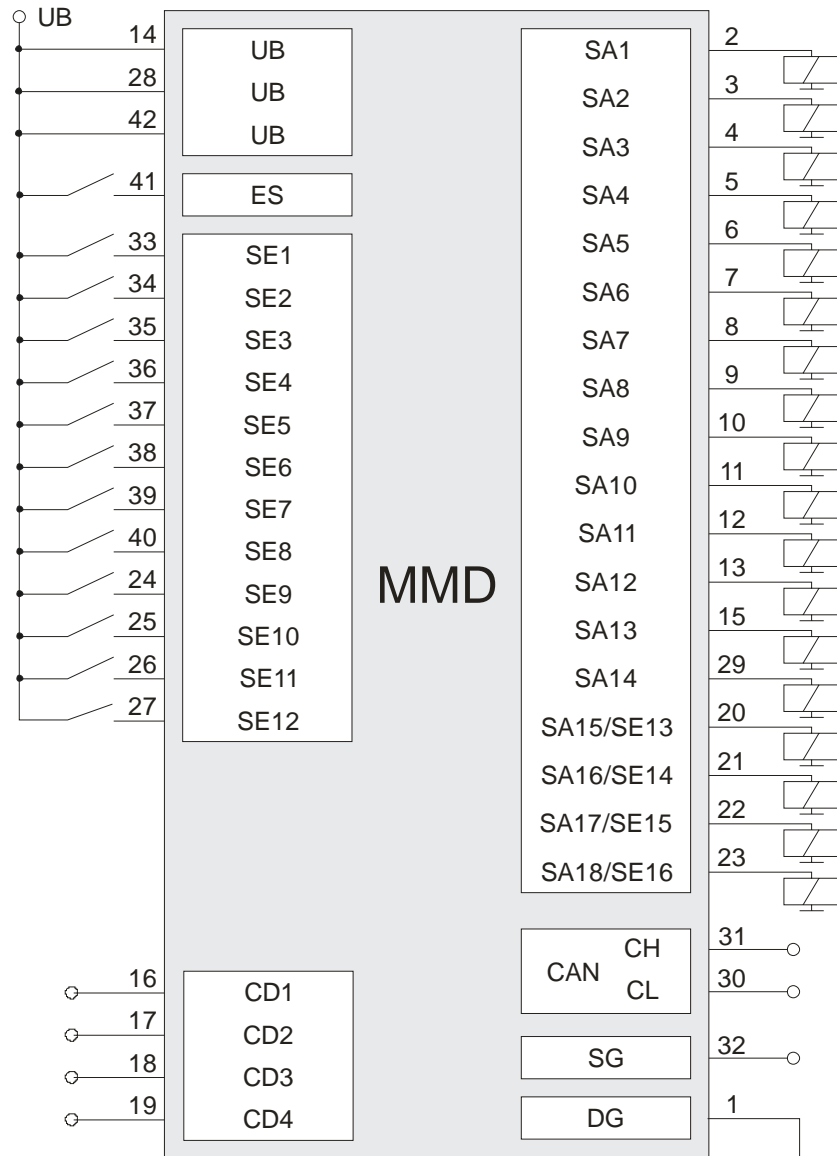 UB
14 UB
28 UB
42 UB
41 ES
33 SE1
34 SE2
35 SE3
36 SE4
37 SE5
38 SE6
39 SE7
40 SE8
24 SE9
25 SE10
26 SE11
27 SE12
16 CD1
17 CD2
18 CD3
19 CD4
MMD
SA1 2
SA2 3
SA3 4
SA4 5
SA5 6
SA6 7
SA7 8
SA8 9
SA9 10
SA10 11
SA11 12
SA12 13
SA13 15
SA14 29
SA15/SE13 20
SA16/SE14 21
SA17/SE15 22
SA18/SE16 23
CAN
CH 31
CL 30
SG 32
DG 1